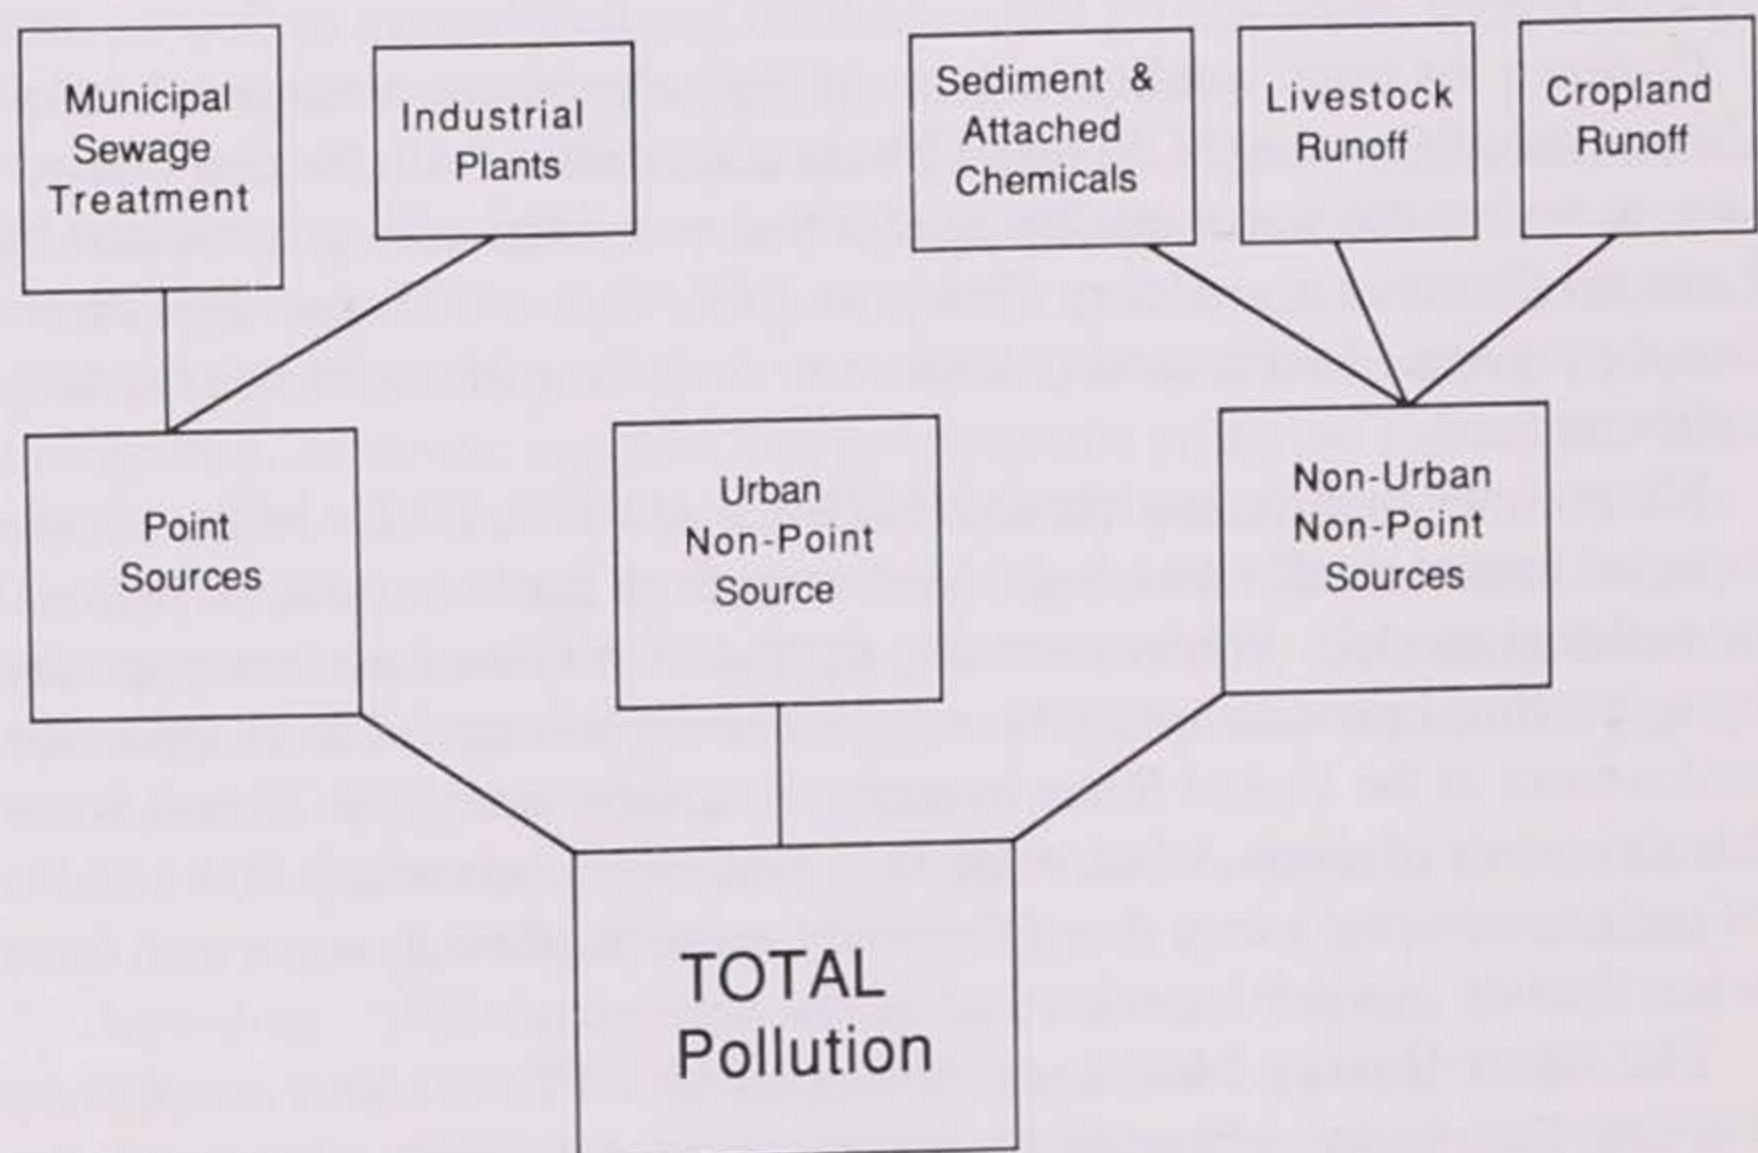 Municipal
Sewage
Treatment
Industrial
Plants
Sediment &
Attached
Chemicals
Livestock
Runoff
Cropland
Runoff
Point
Sources
Urban
Non-Point
Source
Non-Urban
Non-Point
Sources
TOTAL
Pollution